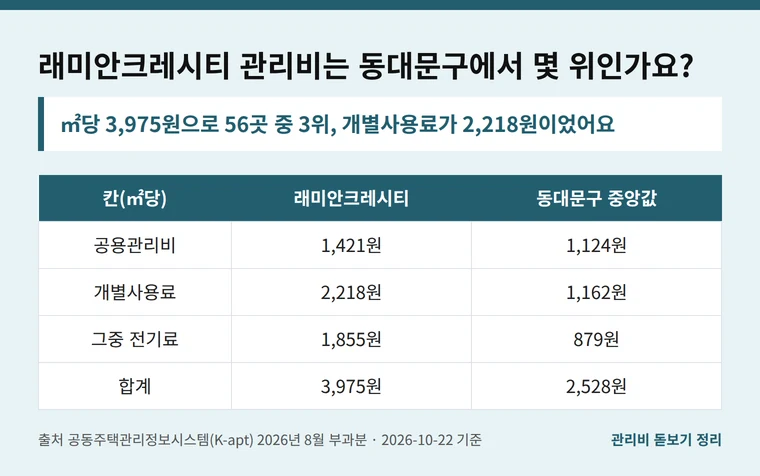 래미안크레시티 관리비는 동대문구에서 몇 위인가요?
㎡당 3,975원으로 56곳 중 3위, 개별사용료가 2,218원이었어요
칸(㎡당) 래미안크레시티 동대문구 중앙값
공용관리비 1,421원 1,124원
개별사용료 2,218원 1,162원
그중 전기료 1,855원 879원
합계 3,975원 2,528원
출처 공동주택관리정보시스템(K-apt) 2026년 8월 부과분 · 2026-10-22 기준 관리비 돋보기 정리